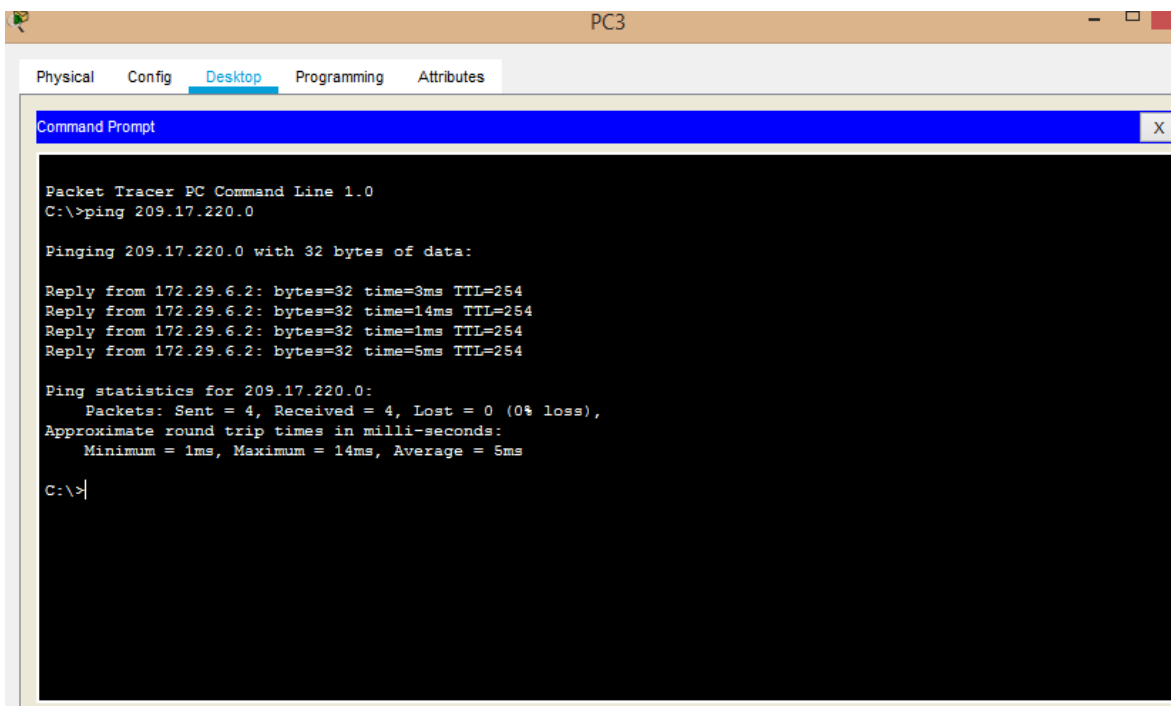 PC3
Physical Config Desktop Programming Attributes
Command Prompt X
Packet Tracer PC Command Line 1.0
C:\>ping 209.17.220.0
Pinging 209.17.220.0 with 32 bytes of data:
Reply from 172.29.6.2: bytes=32 time=3ms TTL=254
Reply from 172.29.6.2: bytes=32 time=14ms TTL=254
Reply from 172.29.6.2: bytes=32 time=1ms TTL=254
Reply from 172.29.6.2: bytes=32 time=5ms TTL=254
Ping statistics for 209.17.220.0:
Packets: Sent = 4, Received = 4, Lost = 0 (0% loss),
Approximate round trip times in milli-seconds:
Minimum = 1ms, Maximum = 14ms, Average = 5ms
C:\>